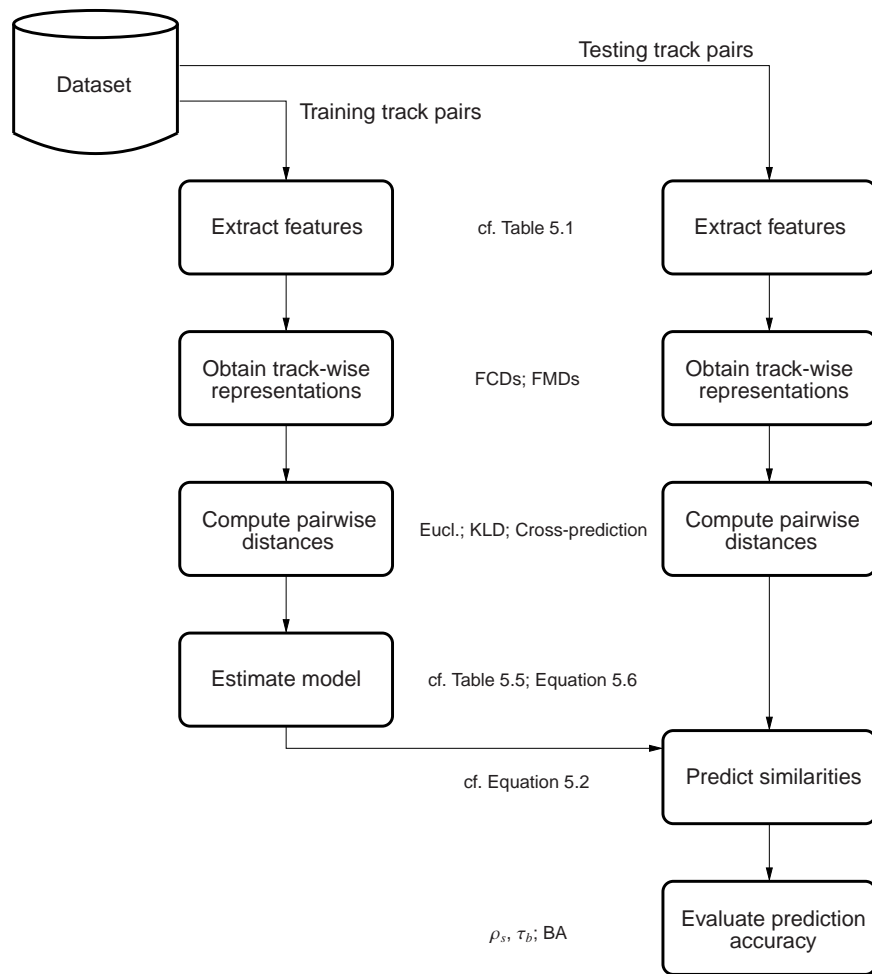 Testing track pairs
Dataset
Training track pairs
Extract features
cf. Table 5.1
Extract features
Obtain track-wise
representations
FCDs; FMDs
Obtain track-wise
representations
Compute pairwise
distances
Eucl.; KLD; Cross-prediction
Compute pairwise
distances
Estimate model
cf. Table 5.5; Equation 5.6
cf. Equation 5.2
Predict similarities
ρₛ, τ_b; BA
Evaluate prediction
accuracy